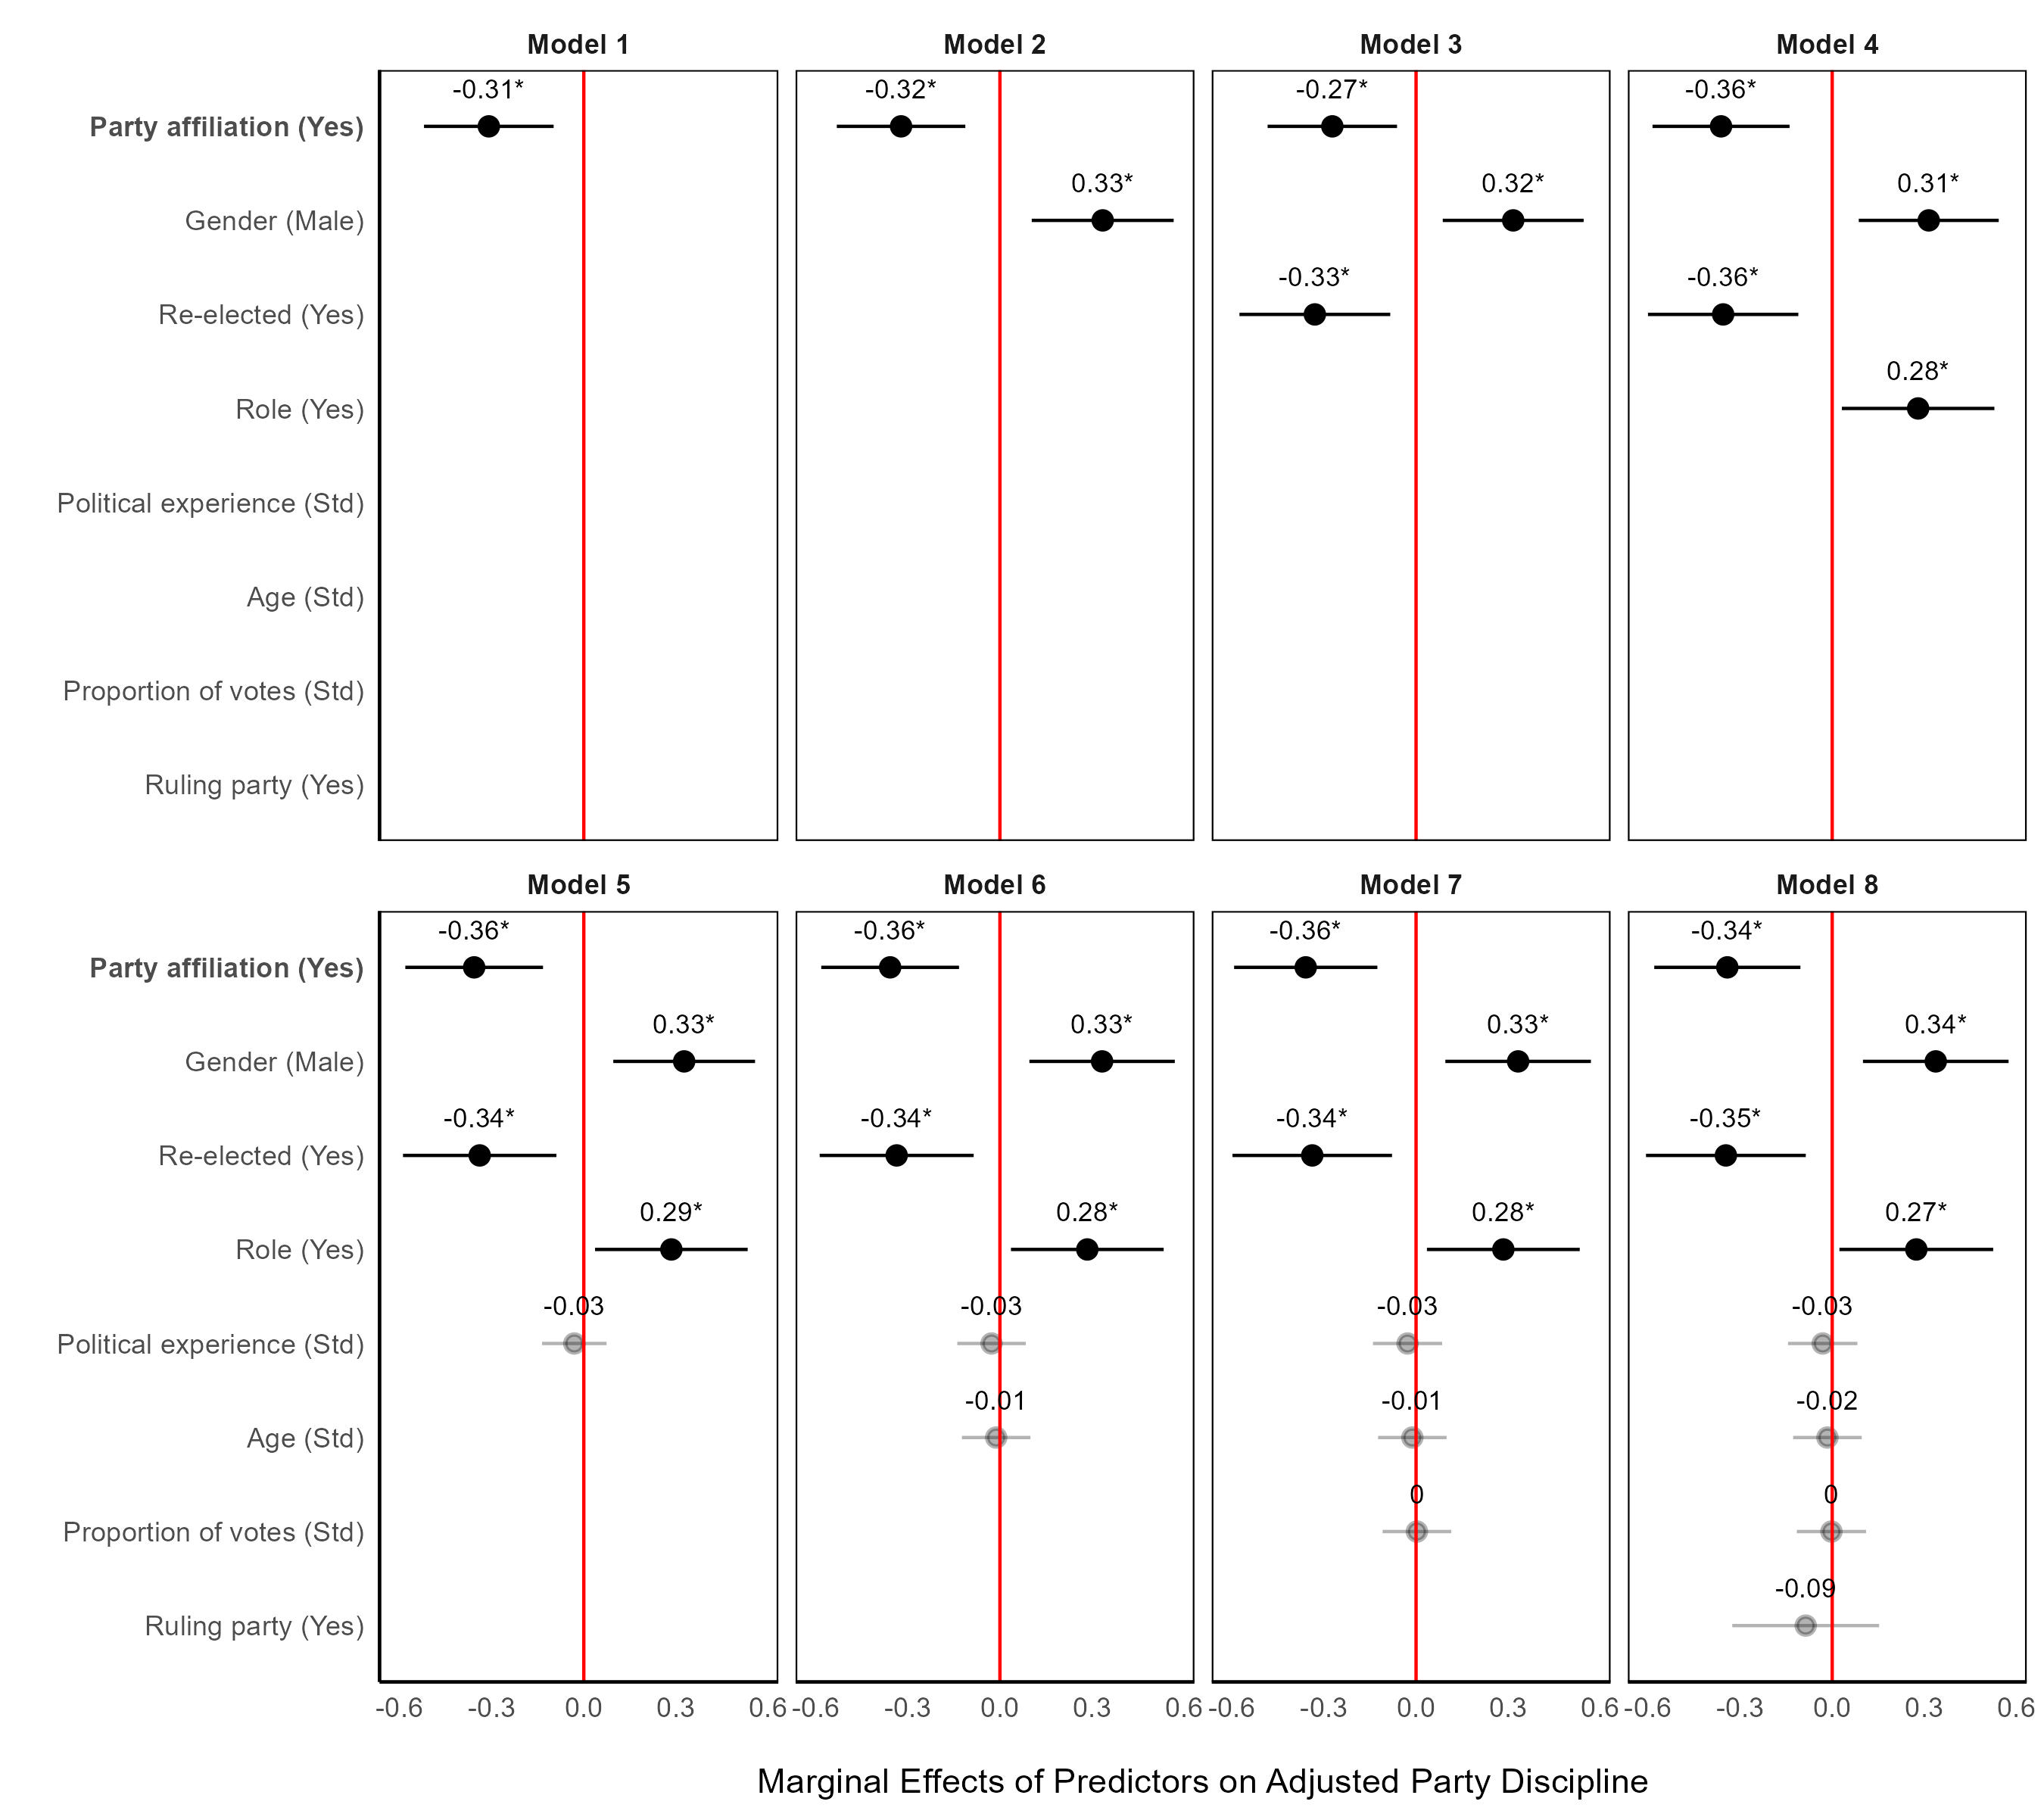 Model 1 Model 2 Model 3 Model 4
-0.31* -0.32* -0.27* -0.36*
Party affiliation (Yes)
0.33* 0.32* 0.31*
Gender (Male)
-0.33* -0.36*
Re-elected (Yes)
0.28*
Role (Yes)
Political experience (Std)
Age (Std)
Proportion of votes (Std)
Ruling party (Yes)
Model 5 Model 6 Model 7 Model 8
-0.36* -0.36* -0.36* -0.34*
Party affiliation (Yes)
0.33* 0.33* 0.33* 0.34*
Gender (Male)
-0.34* -0.34* -0.34* -0.35*
Re-elected (Yes)
0.29* 0.28* 0.28* 0.27*
Role (Yes)
-0.03 -0.03 -0.03 -0.03
Political experience (Std)
-0.01 -0.01 -0.02
Age (Std)
0 0
Proportion of votes (Std)
-0.09
Ruling party (Yes)
-0.6 -0.3 0.0 0.3 0.6 -0.6 -0.3 0.0 0.3 0.6 -0.6 -0.3 0.0 0.3 0.6 -0.6 -0.3 0.0 0.3 0.6
Marginal Effects of Predictors on Adjusted Party Discipline